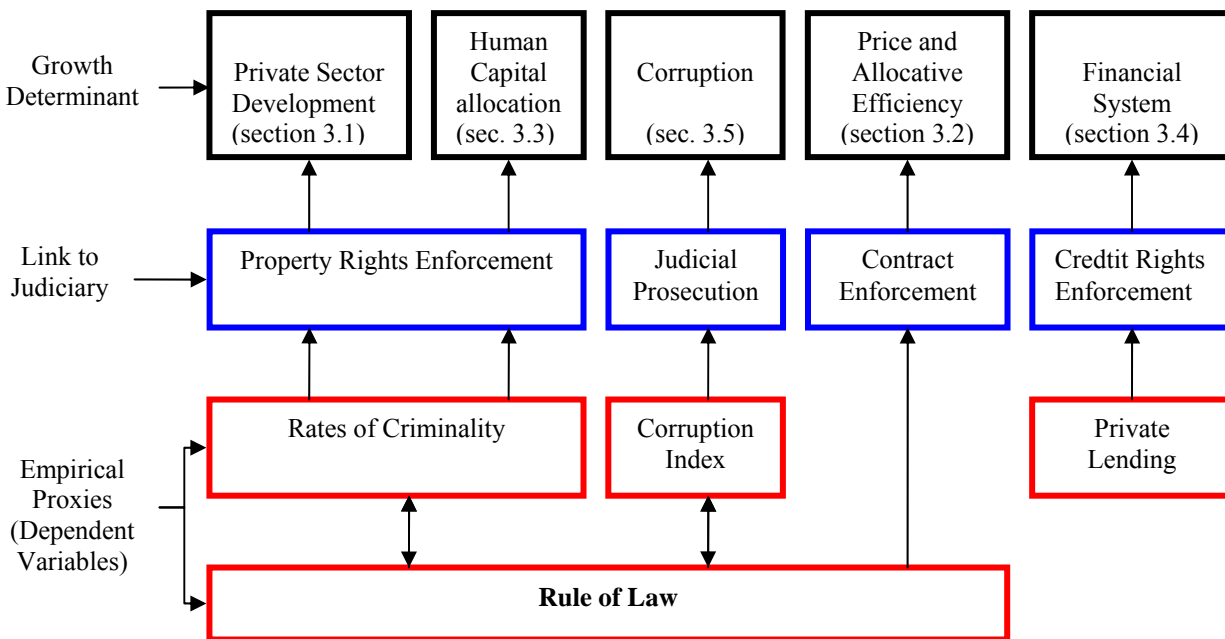 Growth
Determinant
Private Sector
Development
(section 3.1)
Human
Capital
allocation
(sec. 3.3)
Corruption
(sec. 3.5)
Price and
Allocative
Efficiency
(section 3.2)
Financial
System
(section 3.4)
Link to
Judiciary
Property Rights Enforcement
Judicial
Prosecution
Contract
Enforcement
Credtit Rights
Enforcement
Empirical
Proxies
(Dependent
Variables)
Rates of Criminality
Corruption
Index
Private
Lending
Rule of Law